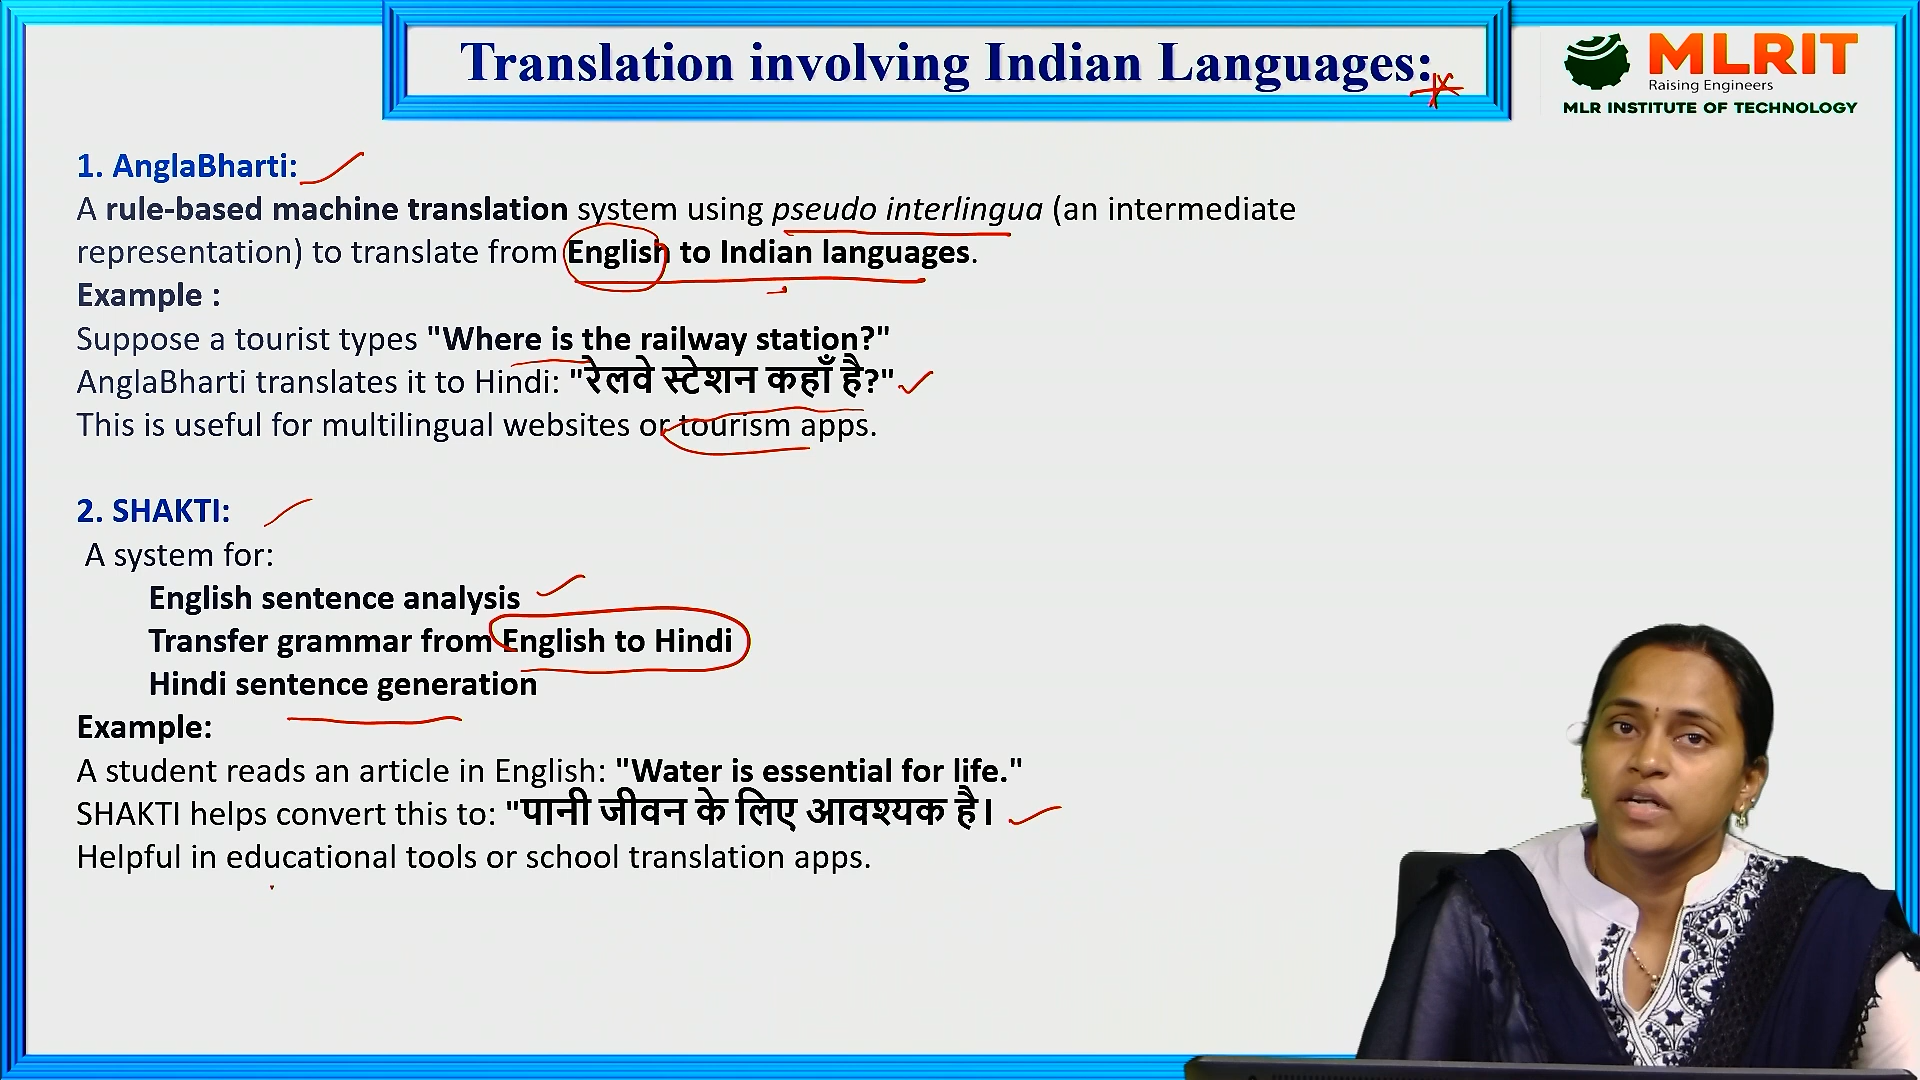 Translation involving Indian Languages:
MLRIT
Raising Engineers
MLR INSTITUTE OF TECHNOLOGY
1. AnglaBharti:
A rule-based machine translation system using pseudo interlingua (an intermediate
representation) to translate from English to Indian languages.
Example :
Suppose a tourist types "Where is the railway station?"
AnglaBharti translates it to Hindi: "रेलवे स्टेशन कहाँ है?"
This is useful for multilingual websites or tourism apps.
2. SHAKTI:
A system for:
English sentence analysis
Transfer grammar from English to Hindi
Hindi sentence generation
Example:
A student reads an article in English: "Water is essential for life."
SHAKTI helps convert this to: "पानी जीवन के लिए आवश्यक है।
Helpful in educational tools or school translation apps.